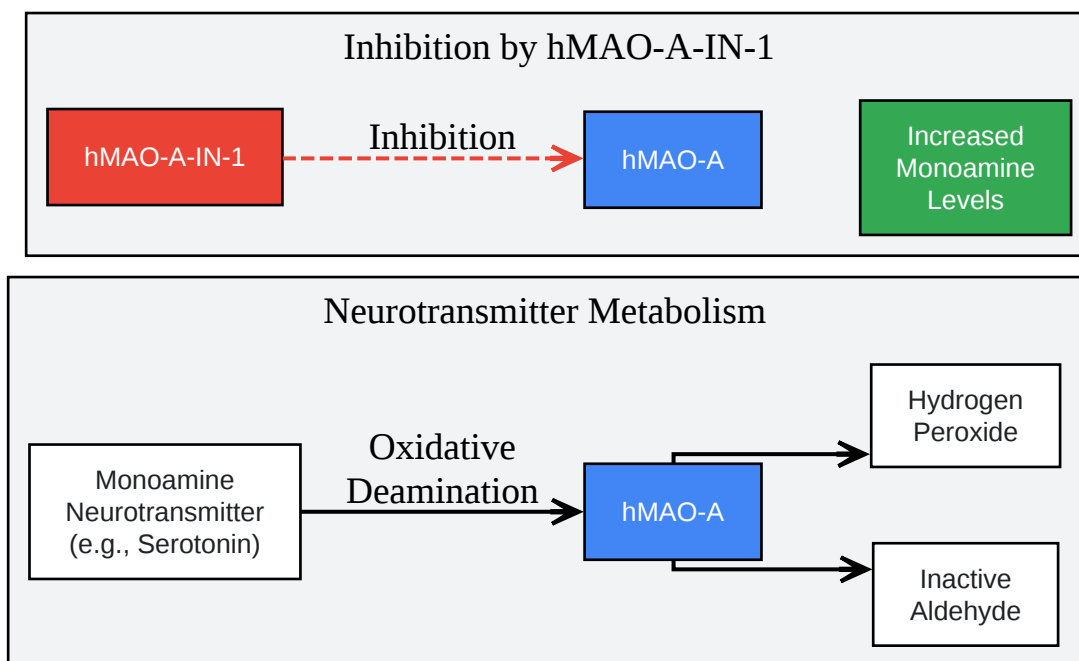 Inhibition by hMAO-A-IN-1
hMAO-A-IN-1
Inhibition
hMAO-A
Increased
Monoamine
Levels
Neurotransmitter Metabolism
Monoamine
Neurotransmitter
(e.g., Serotonin)
Oxidative
Deamination
hMAO-A
Hydrogen
Peroxide
Inactive
Aldehyde